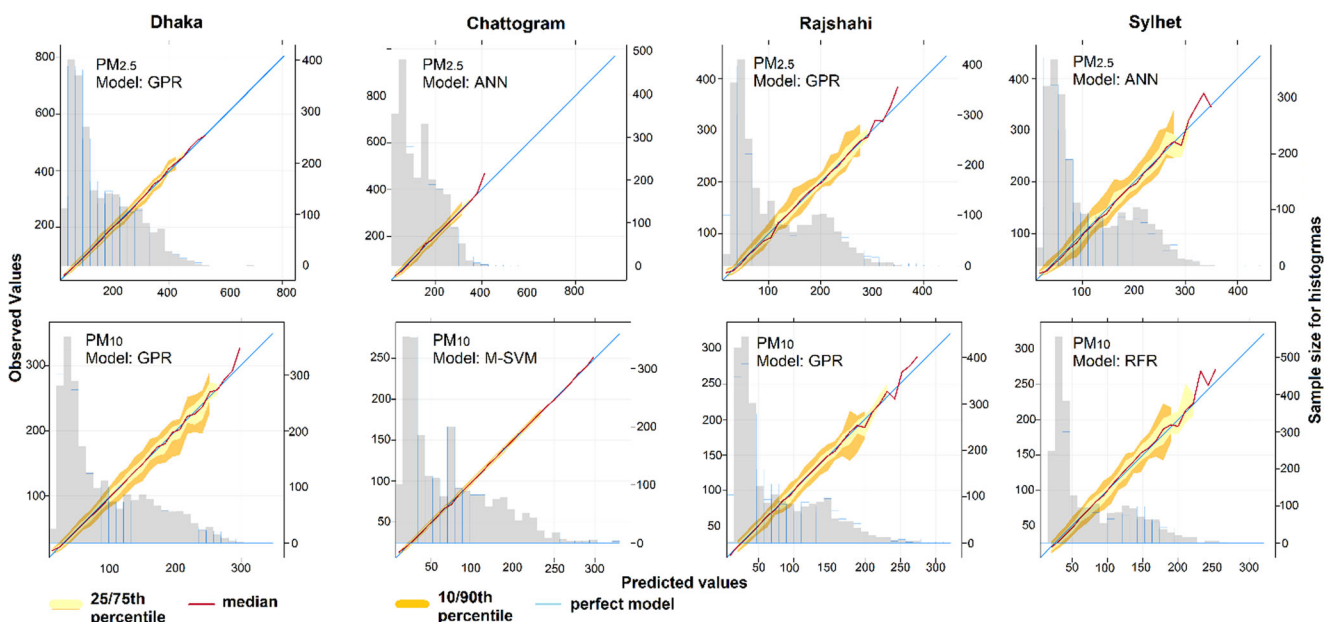 Dhaka
Chattogram
Rajshahi
Sylhet
PM2.5
Model: GPR
800
600
400
200
400
300
200
100
0
200 400 600 800
PM2.5
Model: ANN
800
600
400
200
500
400
300
200
100
0
200 400 600 800
PM2.5
Model: GPR
400
300
200
100
400
300
200
100
0
100 200 300 400
PM2.5
Model: ANN
400
300
200
100
300
200
100
0
100 200 300 400
PM10
Model: GPR
300
200
100
300
200
100
0
100 200 300
PM10
Model: M-SVM
250
200
150
100
50
300
200
100
0
50 100 150 200 250 300
PM10
Model: GPR
300
250
200
150
100
50
400
300
200
100
0
50 100 150 200 250 300
PM10
Model: RFR
300
250
200
150
100
50
500
400
300
200
100
0
50 100 150 200 250 300
Observed Values
Sample size for histogrmas
Predicted values
25/75th
percentile
median
10/90th
percentile
perfect model